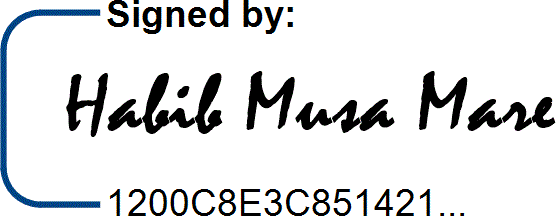 Signed by:
Habib Musa Mare
1200C8E3C851421...